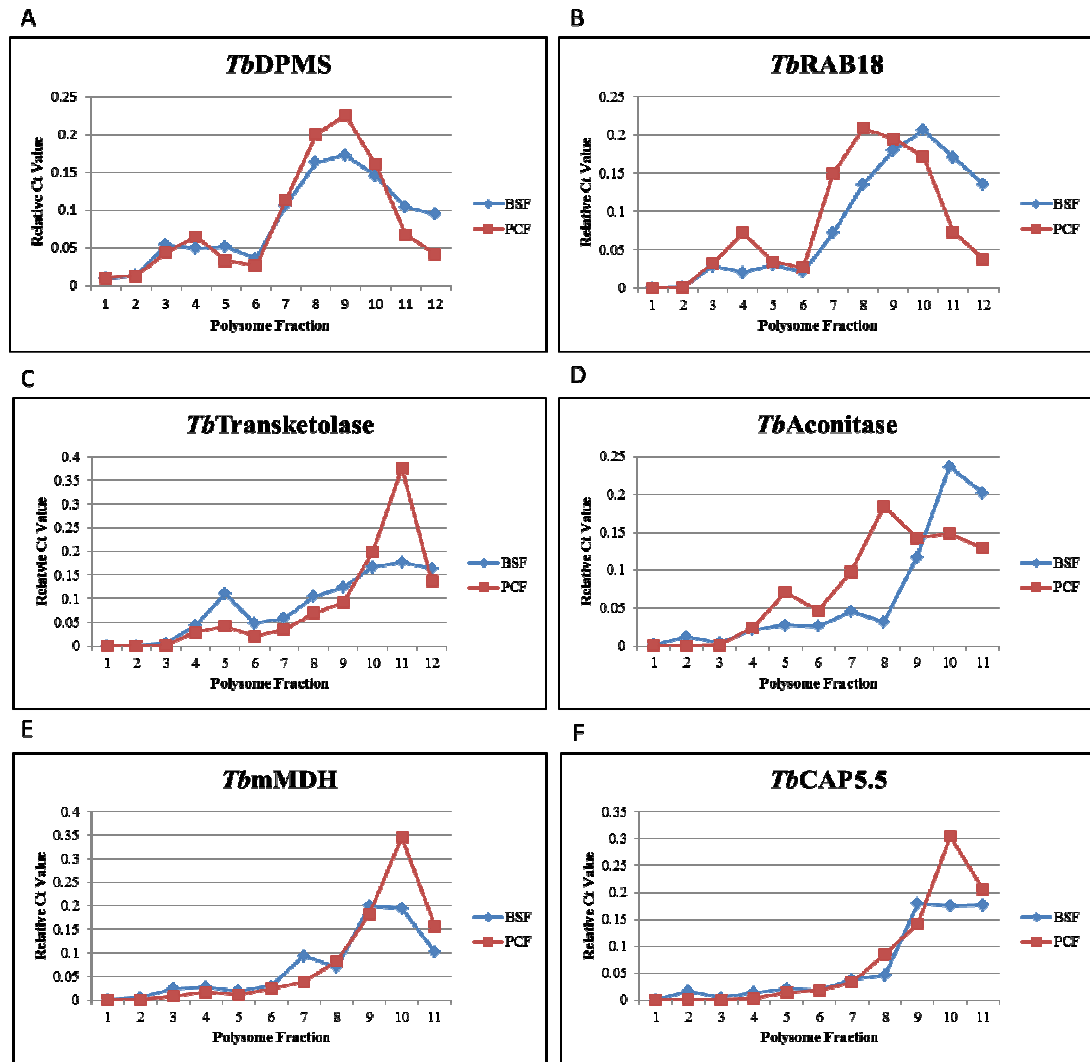 A
TbDPMS
Relative Ct Value
0.25
0.2
0.15
0.1
0.05
0
1 2 3 4 5 6 7 8 9 10 11 12
Polysome Fraction
BSF
PCF
B
TbRAB18
Relative Ct Value
0.25
0.2
0.15
0.1
0.05
0
1 2 3 4 5 6 7 8 9 10 11 12
Polysome Fraction
BSF
PCF
C
TbTransketolase
Relatvie Ct Value
0.4
0.35
0.3
0.25
0.2
0.15
0.1
0.05
0
1 2 3 4 5 6 7 8 9 10 11 12
Polysome Fraction
BSF
PCF
D
TbAconitase
Relative Ct Value
0.25
0.2
0.15
0.1
0.05
0
1 2 3 4 5 6 7 8 9 10 11
Polysome Fraction
BSF
PCF
E
TbmMDH
Relative Ct Value
0.4
0.35
0.3
0.25
0.2
0.15
0.1
0.05
0
1 2 3 4 5 6 7 8 9 10 11
Polysome Fraction
BSF
PCF
F
TbCAP5.5
Relative Ct Value
0.35
0.3
0.25
0.2
0.15
0.1
0.05
0
1 2 3 4 5 6 7 8 9 10 11
Polysome Fraction
BSF
PCF